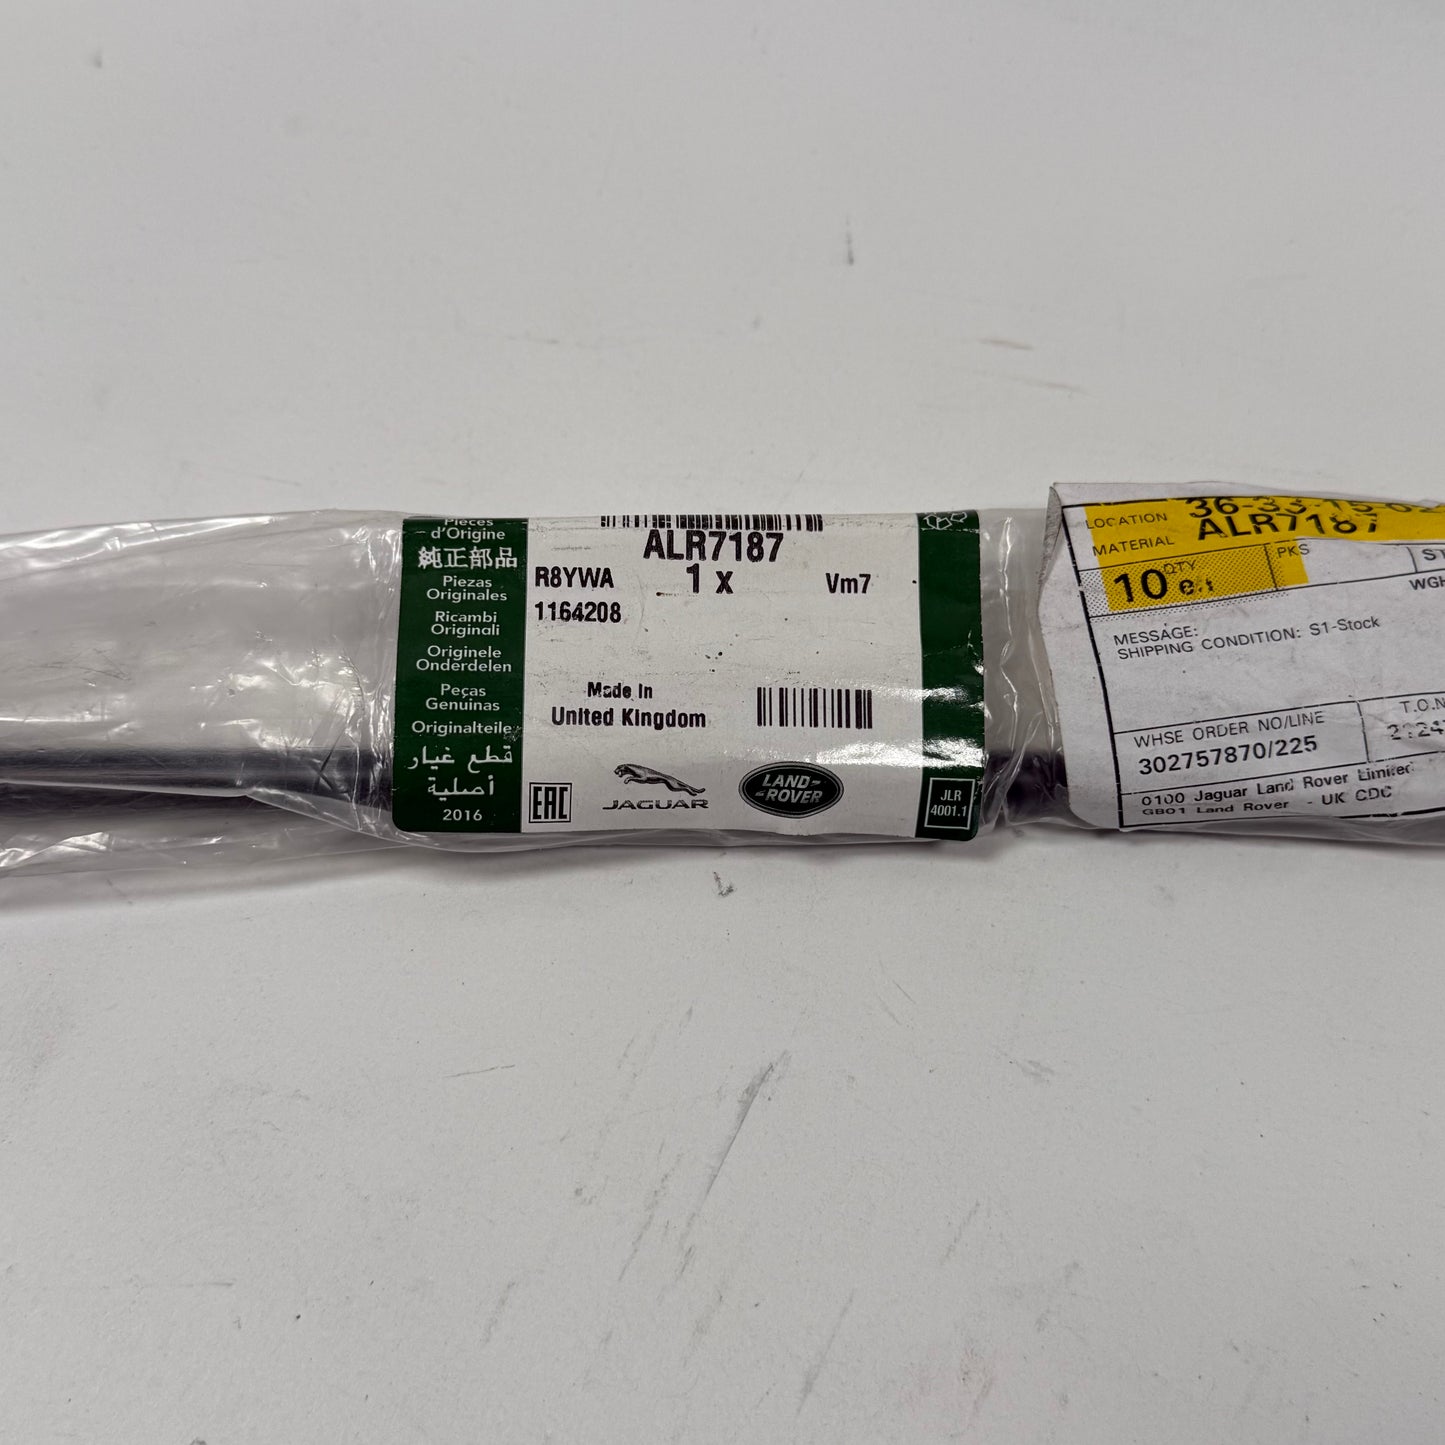 Pièces
d'Origine
純正部品
Piezas
Originales
Ricambi
Originali
Originele
Onderdelen
Peças
Genuinas
Originalteile
قطع غيار
أصلية
2016
ALR7187
R8YWA
1 x
Vm7
1164208
Made In
United Kingdom
EAC
JAGUAR
LAND-
-ROVER
JLR
4001.1
LOCATION
MATERIAL ALR7187
QTY
PKS
10
MESSAGE:
SHIPPING CONDITION: S1-Stock
WHSE ORDER NO/LINE
302757870/225
0100 Jaguar Land Rover Limited
GB01 Land Rover - UK CDC